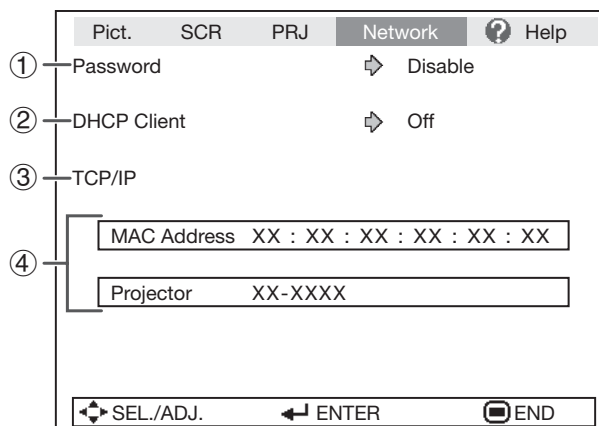 Pict. SCR PRJ Network ? Help
① Password Disable
② DHCP Client Off
③ TCP/IP
MAC Address XX : XX : XX : XX : XX : XX
④
Projector XX-XXXX
SEL./ADJ. ENTER END